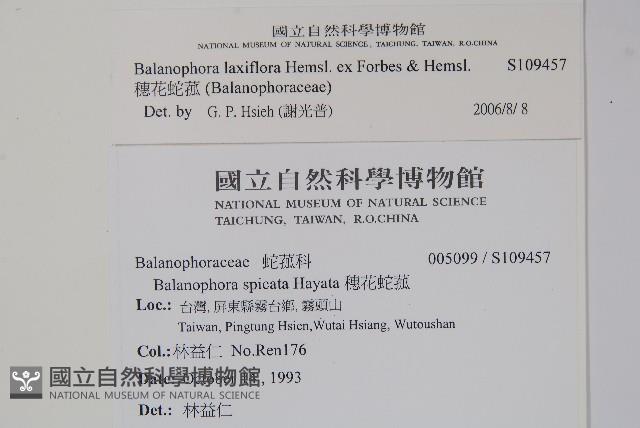 國立自然科學博物館
NATIONAL MUSEUM OF NATURAL SCIENCE, TAICHUNG, TAIWAN, R.O.CHINA
Balanophora laxiflora Hemsl. ex Forbes & Hemsl. S109457
穗花蛇菰 (Balanophoraceae)
Det. by G. P. Hsieh (謝光普) 2006/8/ 8
國立自然科學博物館
NATIONAL MUSEUM OF NATURAL SCIENCE
TAICHUNG, TAIWAN, R.O.CHINA
Balanophoraceae 蛇菰科 005099 / S109457
Balanophora spicata Hayata 穗花蛇菰
Loc.: 台灣, 屏東縣霧台鄉, 霧頭山
Taiwan, Pingtung Hsien,Wutai Hsiang, Wutoushan
Col.: 林益仁 No.Ren176
Date: October , 1993
國立自然科學博物館
NATIONAL MUSEUM OF NATURAL SCIENCE
Det.: 林益仁